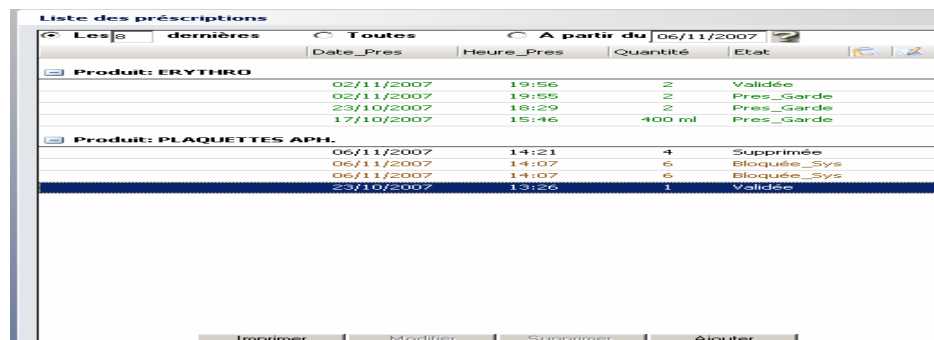 Liste des préscriptions
Les 8 dernières Toutes A partir du 06/11/2007
Date_Pres Heure_Pres Quantité Etat
Produit: ERYTHRO
02/11/2007 19:56 2 Validée
02/11/2007 19:55 2 Pres_Garde
23/10/2007 18:29 2 Pres_Garde
17/10/2007 15:46 400 ml Pres_Garde
Produit: PLAQUETTES APH.
06/11/2007 14:21 4 Supprimée
06/11/2007 14:07 6 Bloquée_Sys
06/11/2007 14:07 6 Bloquée_Sys
23/10/2007 13:26 1 Validée
Imprimer Modifier Supprimer Ajouter